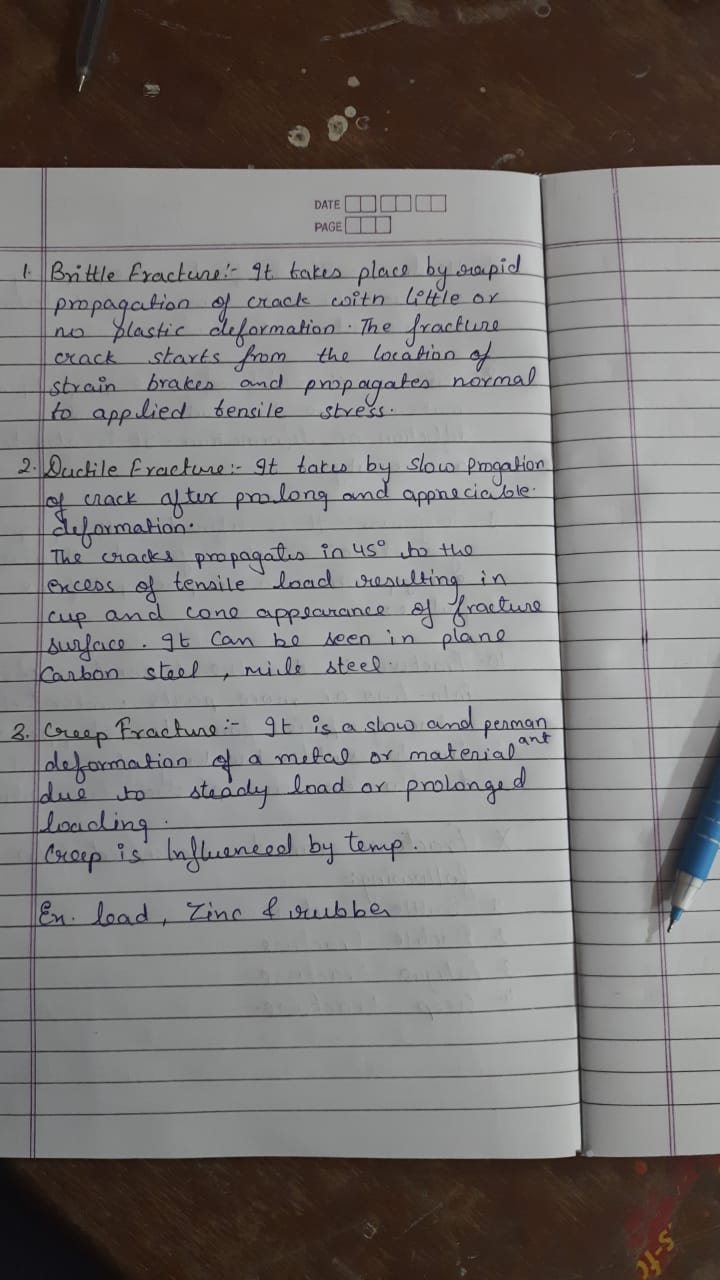 DATE
PAGE
1. Brittle Fracture:- It takes place by rapid
propagation of crack with little or
no plastic deformation. The fracture
crack starts from the location of
strain brakes and propagates normal
to applied tensile stress.
2. Ductile Fracture:- It takes by slow progation
of crack after prolong and appreciable.
deformation.
The cracks propagates in 45° to the
excess of tensile load resulting in
cup and cone appearance of fracture
surface. It can be seen in plane
Carbon steel, mile steel.
3. Creep Fracture:- It is a slow and perman
ant
deformation of a metal or material
due to steady load or prolonged
loading.
Creep is Influenced by temp.
Ex. lead, Zinc & rubber